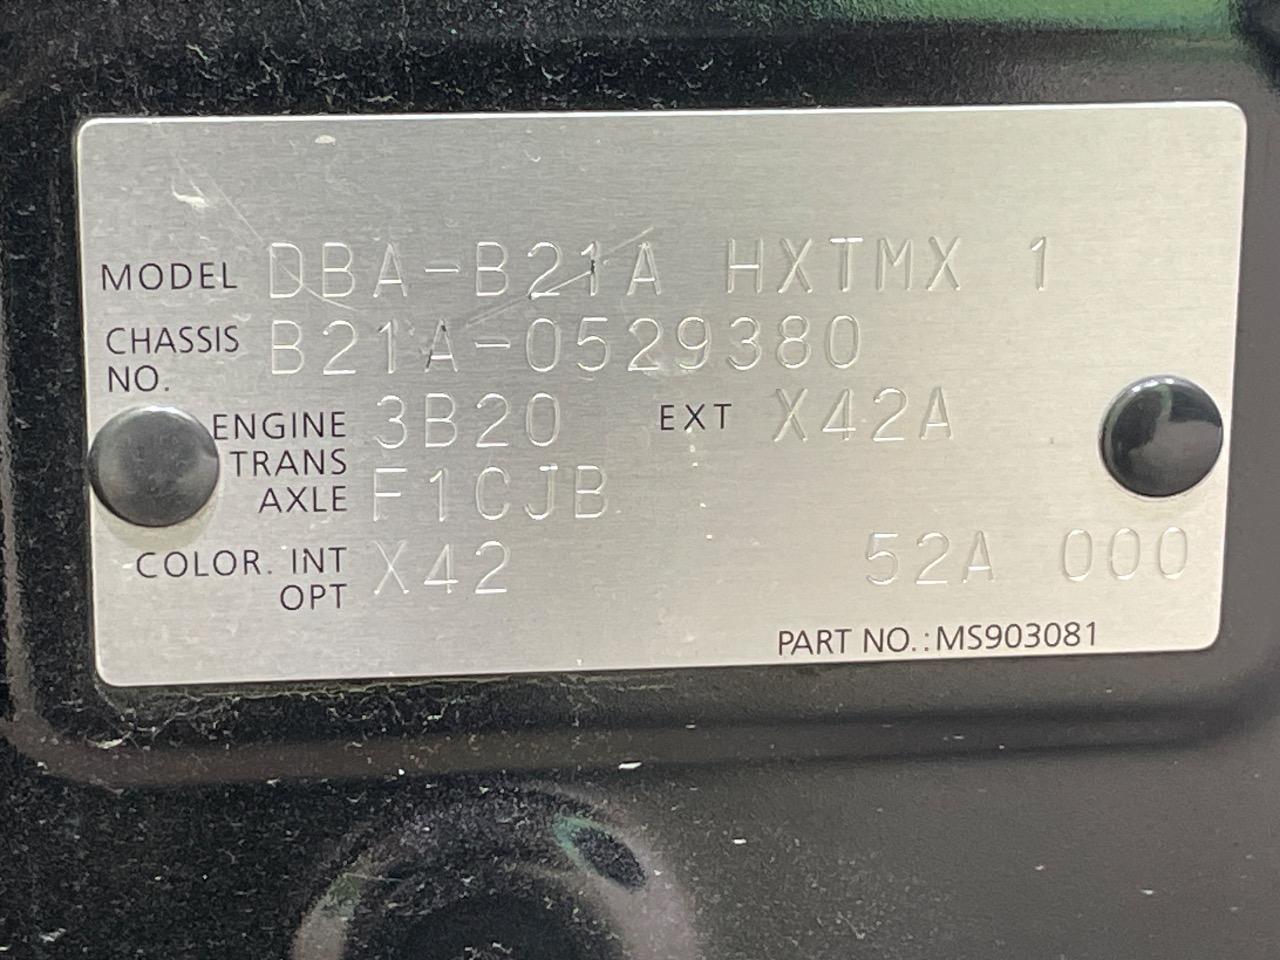 MODEL DBA-B21A HXTMX 1
CHASSIS NO. B21A-0529380
ENGINE 3B20 EXT X42A
TRANS AXLE F1CJB
COLOR. INT OPT X42 52A 000
PART NO.:MS903081